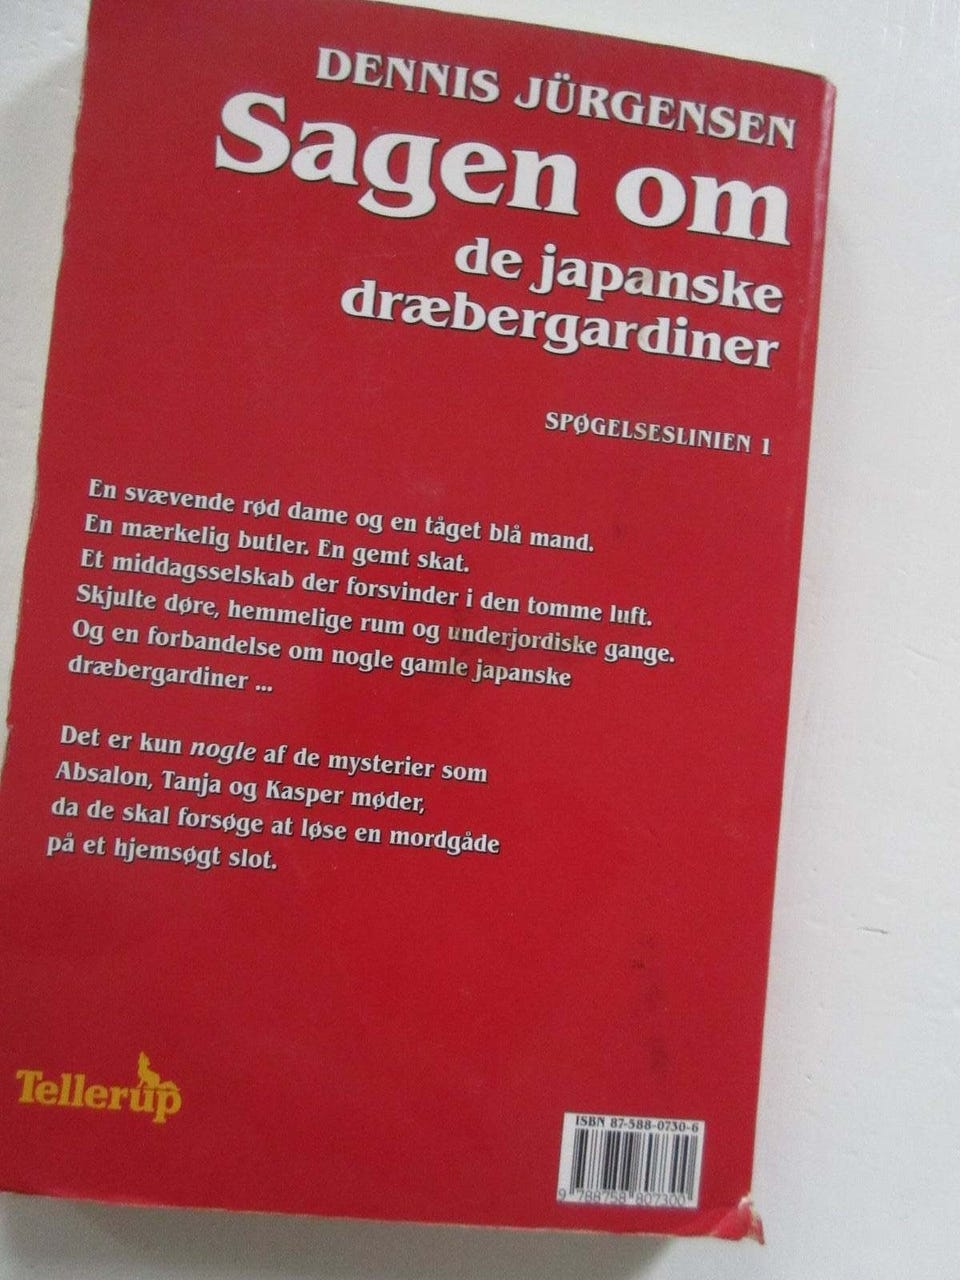 DENNIS JÜRGENSEN
Sagen om
de japanske
dræbergardiner
SPØGELSESLINIEN 1
En svævende rød dame og en tåget blå mand.
En mærkelig butler. En gemt skat.
Et middagsselskab der forsvinder i den tomme luft.
Skjulte døre, hemmelige rum og underjordiske gange.
Og en forbandelse om nogle gamle japanske
dræbergardiner ...
Det er kun nogle af de mysterier som
Absalon, Tanja og Kasper møder,
da de skal forsøge at løse en mordgåde
på et hjemsøgt slot.
Tellerup
ISBN 87-588-0730-6
9 788758 807300